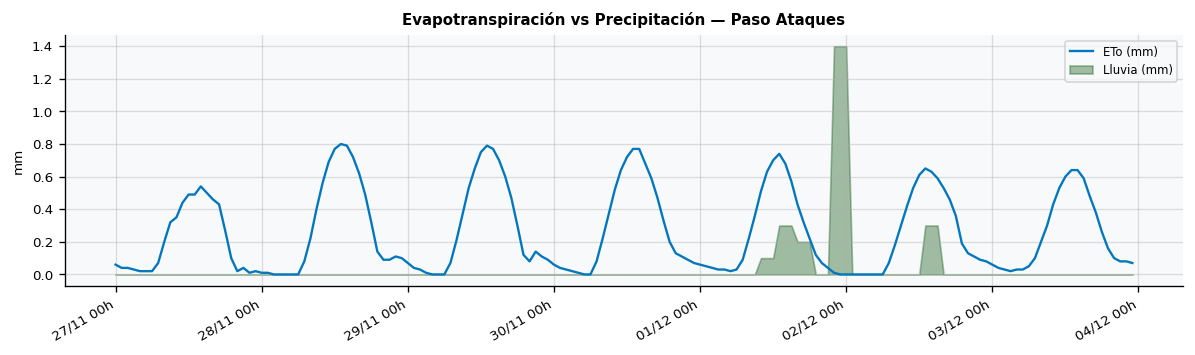 Evapotranspiración vs Precipitación — Paso Ataques
ETo (mm)
Lluvia (mm)
mm
1.4
1.2
1.0
0.8
0.6
0.4
0.2
0.0
27/11 00h
28/11 00h
29/11 00h
30/11 00h
01/12 00h
02/12 00h
03/12 00h
04/12 00h